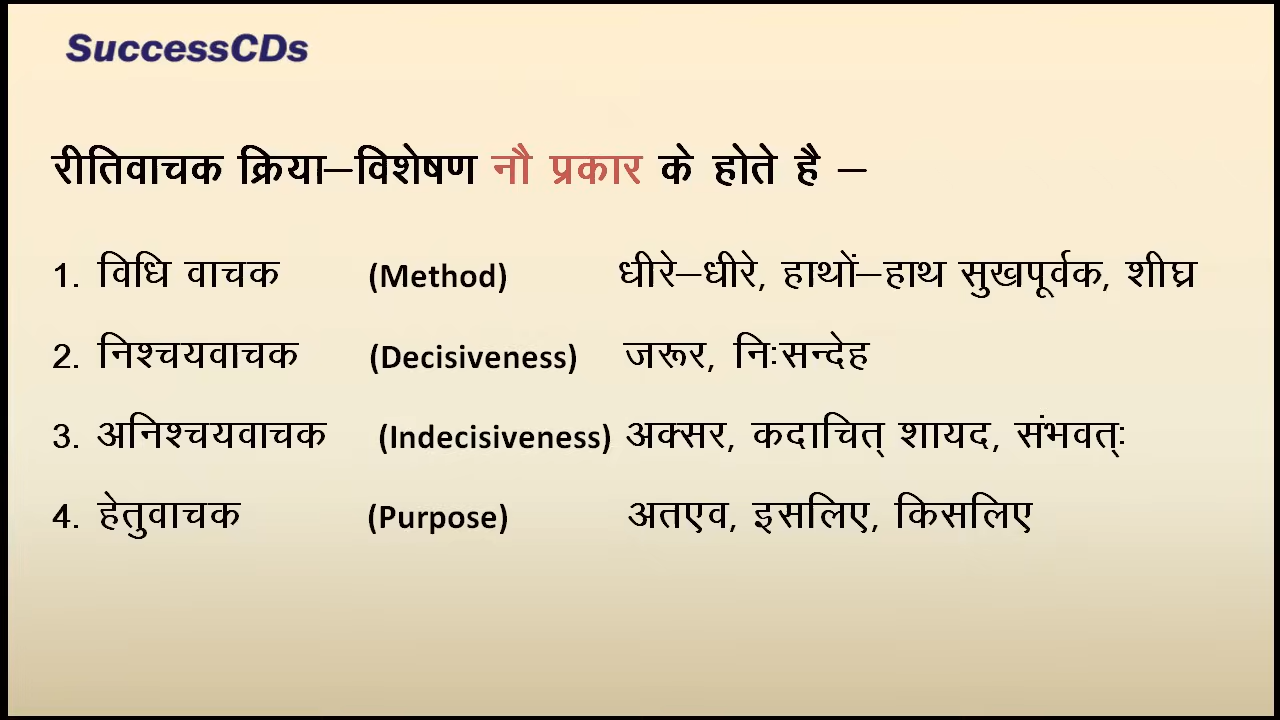 SuccessCDs
रीतिवाचक क्रिया–विशेषण नौ प्रकार के होते है –
1. विधि वाचक (Method) धीरे–धीरे, हाथों–हाथ सुखपूर्वक, शीघ्र
2. निश्चयवाचक (Decisiveness) जरूर, निःसन्देह
3. अनिश्चयवाचक (Indecisiveness) अक्सर, कदाचित् शायद, संभवत्ः
4. हेतुवाचक (Purpose) अतएव, इसलिए, किसलिए